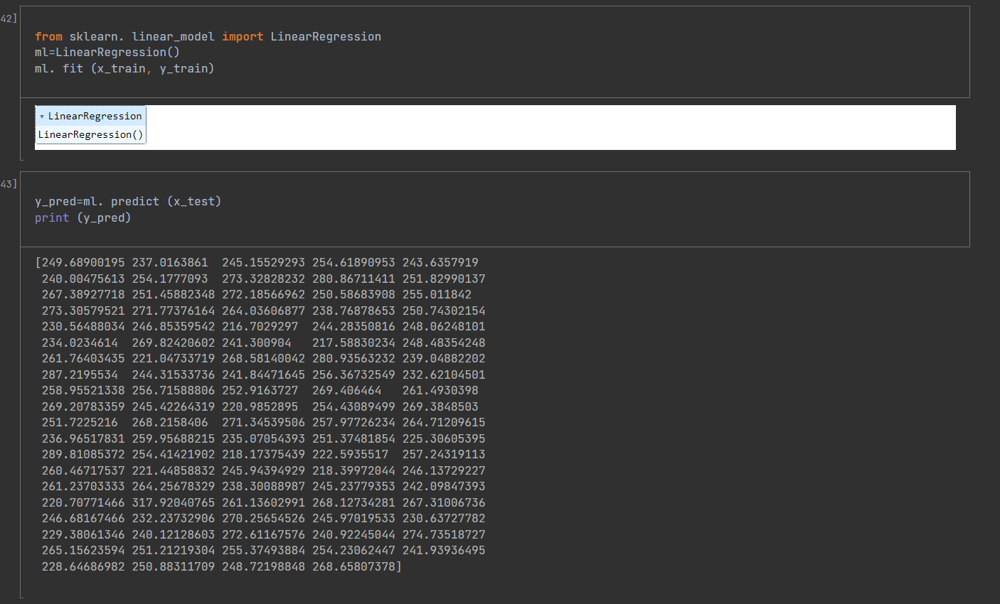 42]
from sklearn. linear_model import LinearRegression
ml=LinearRegression()
ml. fit (x_train, y_train)
▾ LinearRegression
LinearRegression()
43]
y_pred=ml. predict (x_test)
print (y_pred)
[249.68900195 237.0163861  245.15529293 254.61890953 243.6357919
240.00475613 254.1777093  273.32828232 280.86711411 251.82990137
267.38927718 251.45882348 272.18566962 250.58683908 255.011842
273.30579521 271.77376164 264.03606877 238.76878653 250.74302154
230.56488034 246.85359542 216.7029297  244.28350816 248.06248101
234.0234614  269.82420602 241.300904   217.58830234 248.48354248
261.76403435 221.04733719 268.58140042 280.93563232 239.04882202
287.2195534  244.31533736 241.84471645 256.36732549 232.62104501
258.95521338 256.71588806 252.9163727  269.406464   261.4930398
269.20783359 245.42264319 220.9852895  254.43089499 269.3848503
251.7225216  268.2158406  271.34539506 257.97726234 264.71209615
236.96517831 259.95688215 235.07054393 251.37481854 225.30605395
289.81085372 254.41421902 218.17375439 222.5935517  257.24319113
260.46717537 221.44858832 245.94394929 218.39972044 246.13729227
261.23703333 264.25678329 238.30088987 245.23779353 242.09847393
220.70771466 317.92040765 261.13602991 268.12734281 267.31006736
246.68167466 232.23732906 270.25654526 245.97019533 230.63727782
229.38061346 240.12128603 272.61167576 240.92245044 274.73518727
265.15623594 251.21219304 255.37493884 254.23062447 241.93936495
228.64686982 250.88311709 248.72198848 268.65807378]